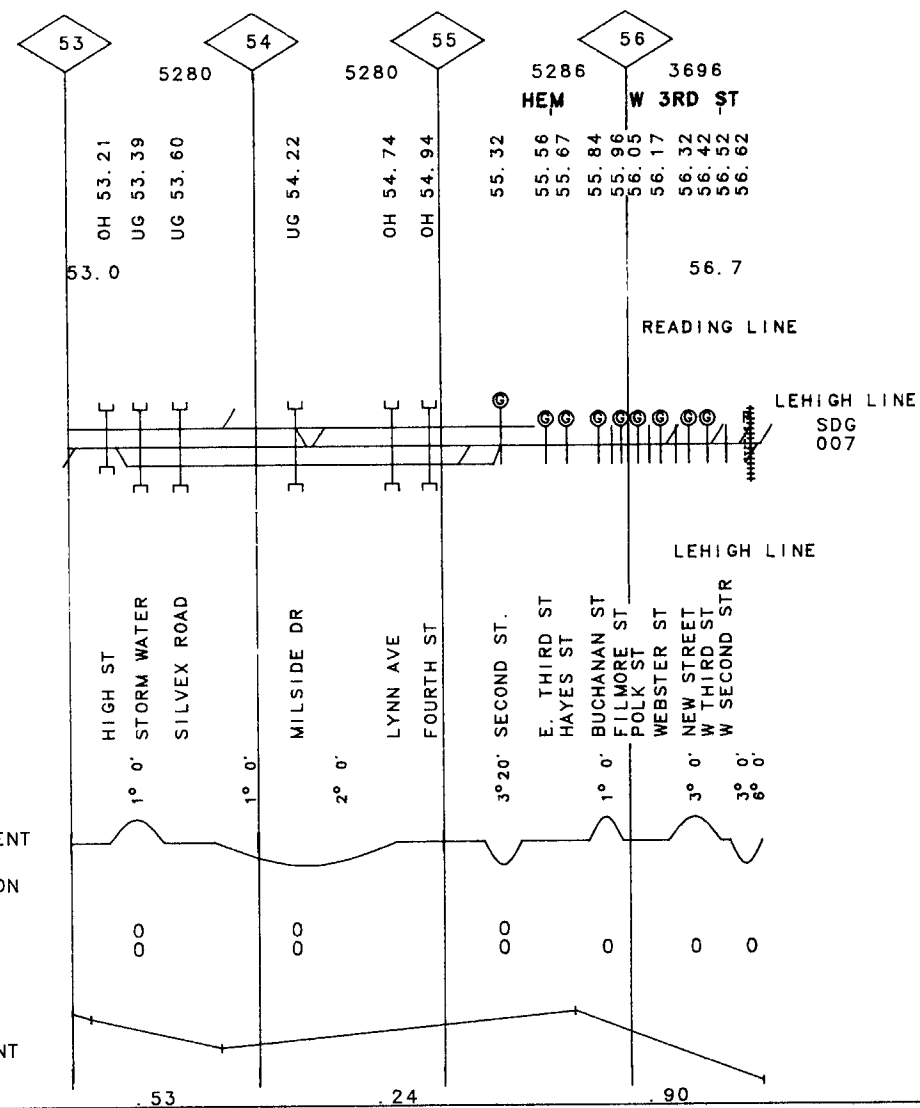 53 54 55 56
5280 5280 5286 3696
HEM W 3RD ST
OH 53.21
UG 53.39
UG 53.60
UG 54.22
OH 54.74
OH 54.94
55.32
55.56
55.67
55.84
55.96
56.05
56.17
56.32
56.42
56.52
56.62
53.0 56.7
READING LINE
G G G G G G G G G
LEHIGH LINE
SDG
007
LEHIGH LINE
HIGH ST
STORM WATER
SILVEX ROAD
MILSIDE DR
LYNN AVE
FOURTH ST
SECOND ST.
E. THIRD ST
HAYES ST
BUCHANAN ST
FILMORE ST
POLK ST
WEBSTER ST
NEW STREET
W THIRD ST
W SECOND STR
1° 0'
1° 0'
2° 0'
3°20'
1° 0'
3° 0'
3° 0'
6° 0'
ENT
ON
0 0 0
0 0 0 0 0 0
NT
.53 .24 .90